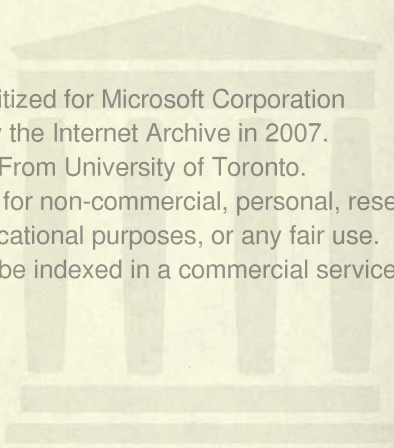 itized for Microsoft Corporation
the Internet Archive in 2007.
From University of Toronto.
for non-commercial, personal, rese
cational purposes, or any fair use.
be indexed in a commercial service